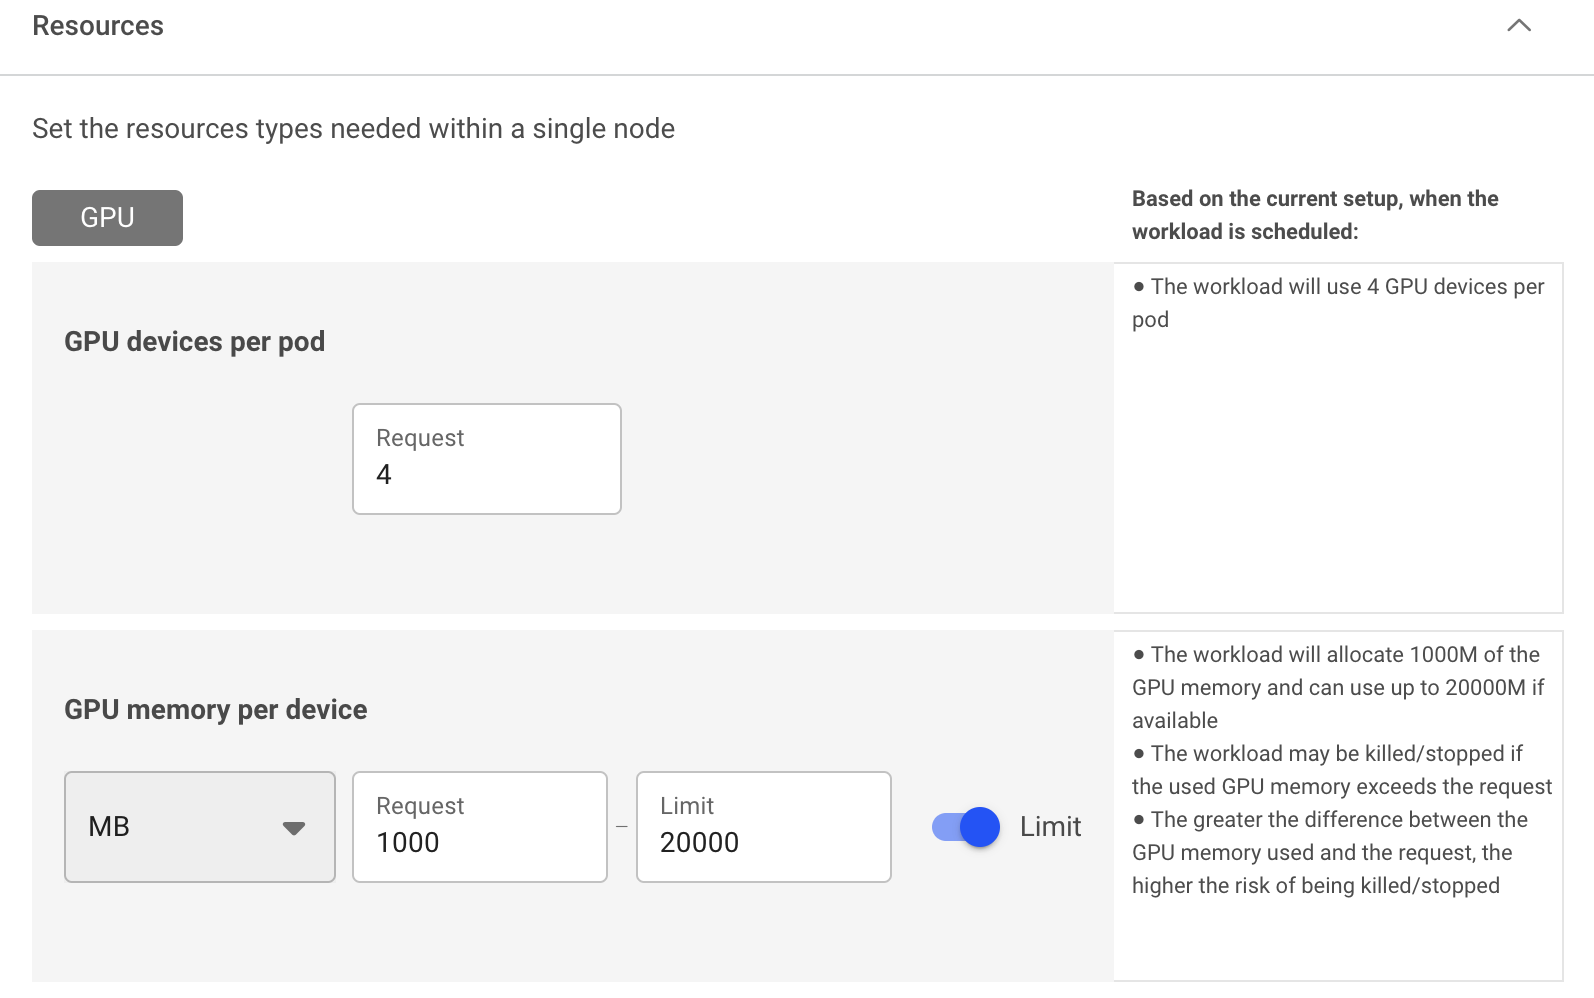 Resources
Set the resources types needed within a single node
GPU
Based on the current setup, when the
workload is scheduled:
GPU devices per pod
Request
4
● The workload will use 4 GPU devices per
pod
GPU memory per device
MB
Request
1000
–
Limit
20000
Limit
● The workload will allocate 1000M of the
GPU memory and can use up to 20000M if
available
● The workload may be killed/stopped if
the used GPU memory exceeds the request
● The greater the difference between the
GPU memory used and the request, the
higher the risk of being killed/stopped